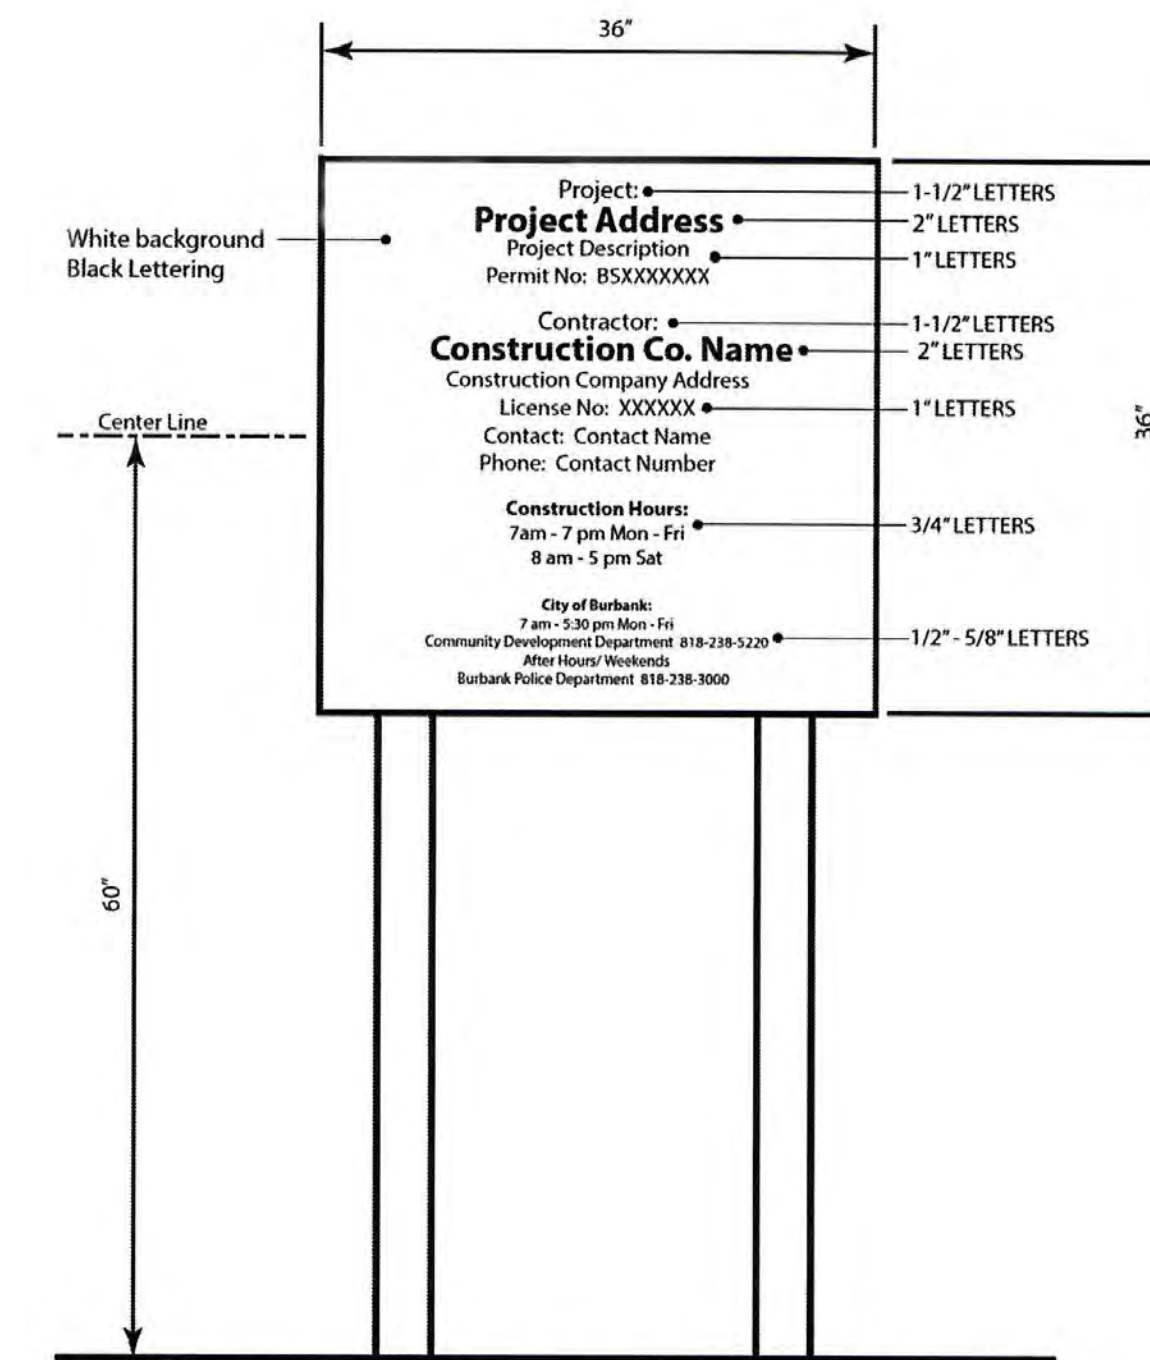 36"
Project:
1-1/2" LETTERS
Project Address
2" LETTERS
White background
Black Lettering
Project Description
Permit No: BSXXXXXXX
1" LETTERS
Contractor:
1-1/2" LETTERS
Construction Co. Name
2" LETTERS
Construction Company Address
License No: XXXXXX
1" LETTERS
Contact: Contact Name
Phone: Contact Number
Center Line
36"
Construction Hours:
7am - 7 pm Mon - Fri
8 am - 5 pm Sat
3/4" LETTERS
City of Burbank:
7 am - 5:30 pm Mon - Fri
Community Development Department 818-238-5220
After Hours/ Weekends
Burbank Police Department 818-238-3000
1/2" - 5/8" LETTERS
60"